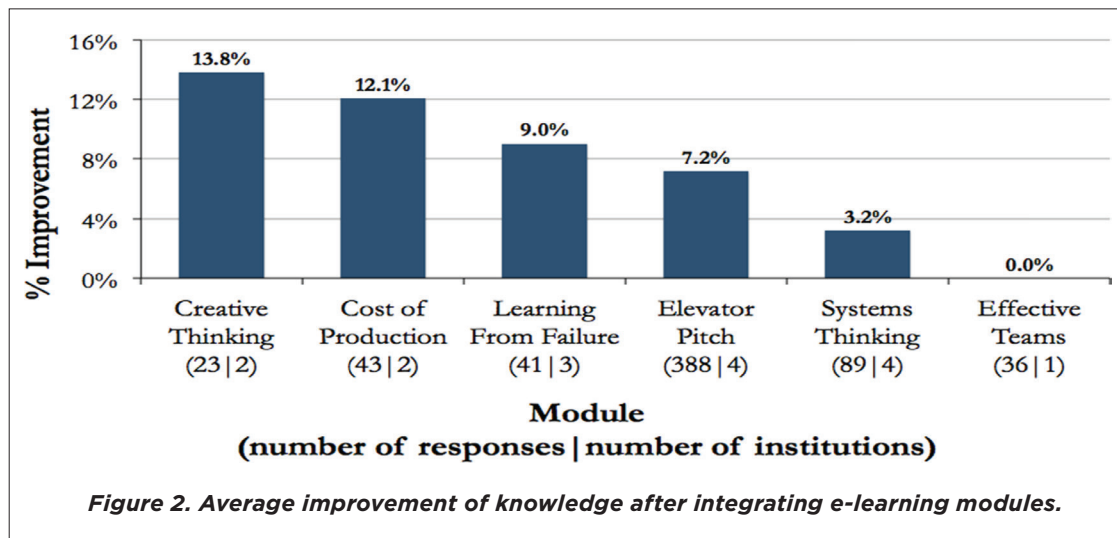 16%
12%
8%
4%
0%
% Improvement
13.8%
12.1%
9.0%
7.2%
3.2%
0.0%
Creative
Thinking
(23|2)
Cost of
Production
(43|2)
Learning
From Failure
(41|3)
Elevator
Pitch
(388|4)
Systems
Thinking
(89|4)
Effective
Teams
(36|1)
Module
(number of responses|number of institutions)
Figure 2. Average improvement of knowledge after integrating e-learning modules.